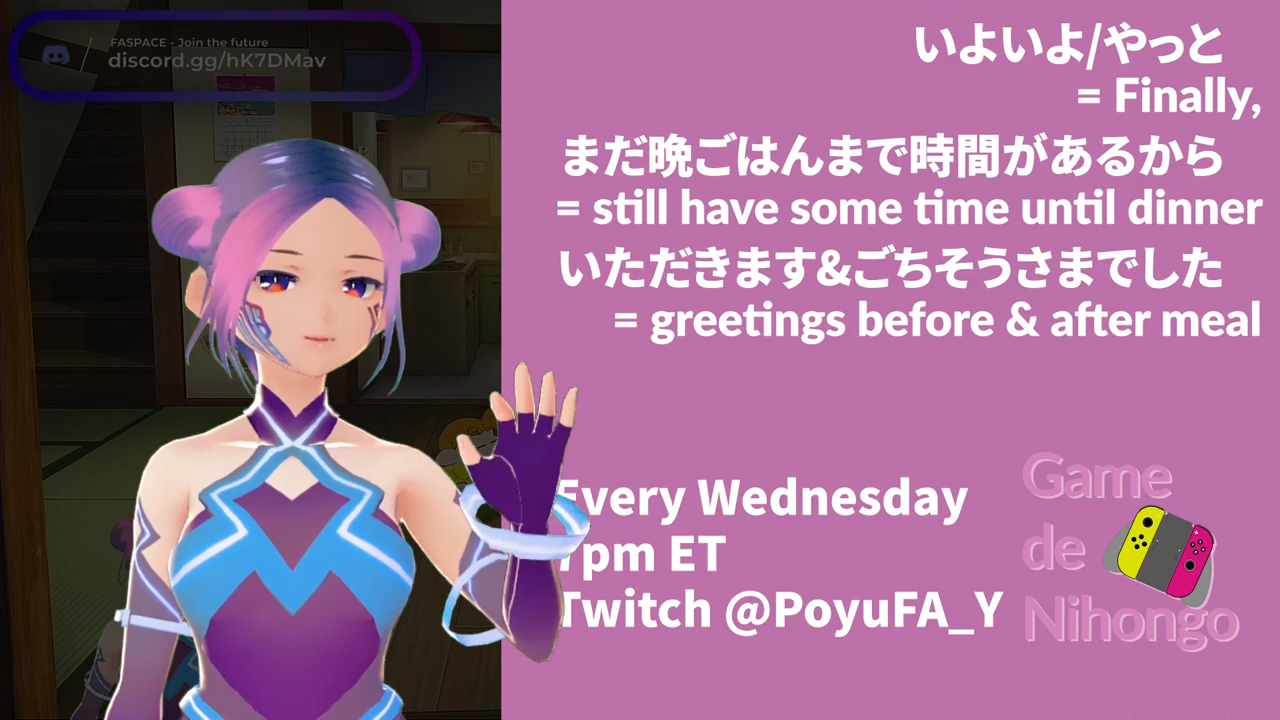 FASPACE - Join the future
discord.gg/hK7DMav
いよいよ/やっと
= Finally,
まだ晩ごはんまで時間があるから
= still have some time until dinner
いただきます&ごちそうさまでした
= greetings before & after meal
Every Wednesday
7pm ET
Twitch @PoyuFA_Y
Game
de
Nihongo